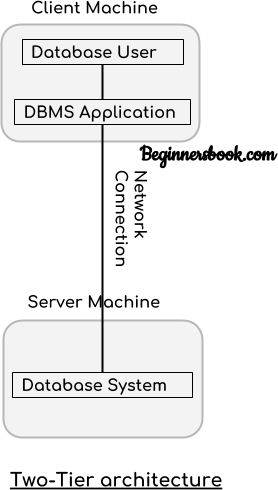 Client Machine
Database User
DBMS Application
Beginnersbook.com
Network
Connection
Server Machine
Database System
Two-Tier architecture